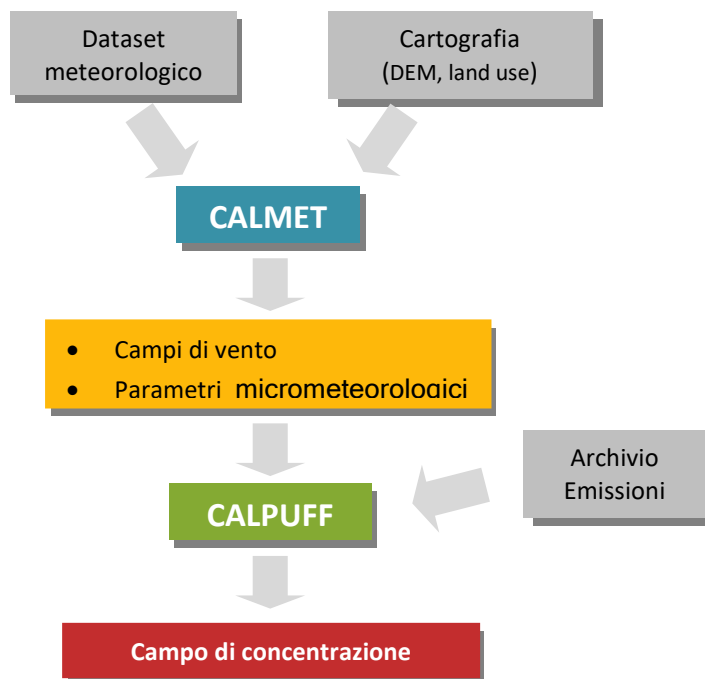 Dataset
meteorologico
Cartografia
(DEM, land use)
CALMET
• Campi di vento
• Parametri micrometeorologici
Archivio
Emissioni
CALPUFF
Campo di concentrazione